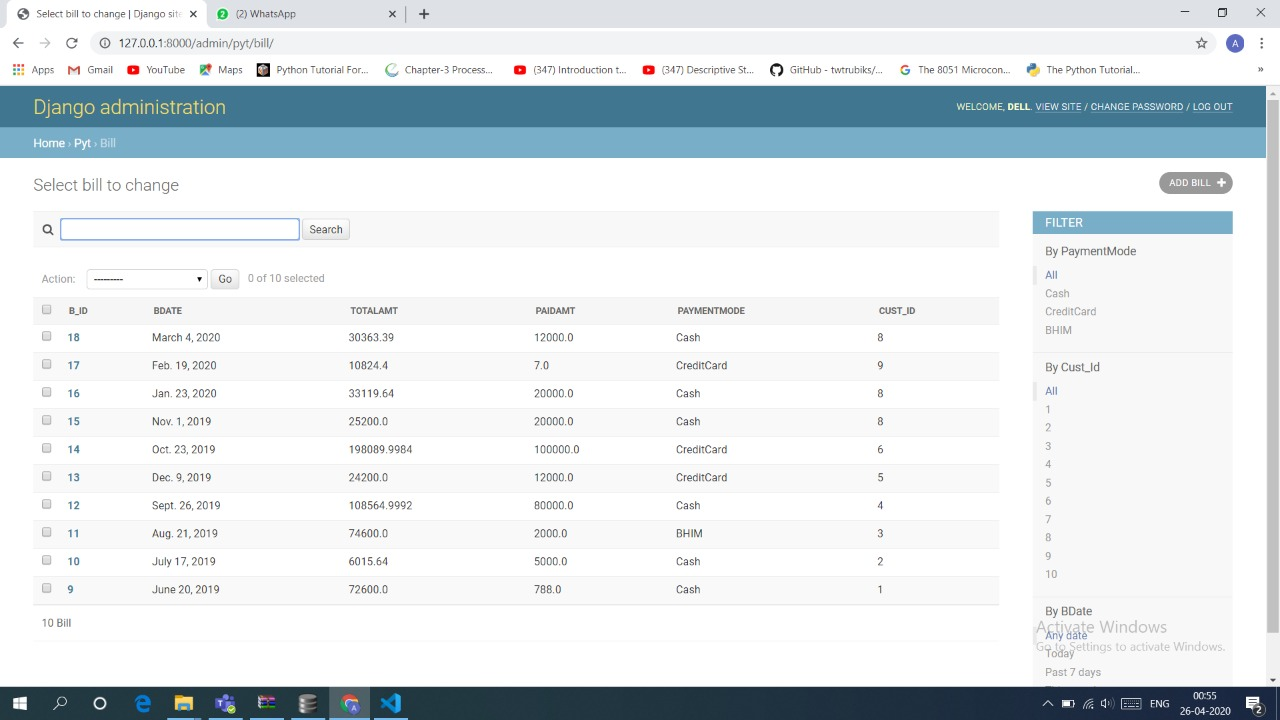 Select bill to change | Django site
(2) WhatsApp
127.0.0.1:8000/admin/pyt/bill/
Apps Gmail YouTube Maps Python Tutorial For... Chapter-3 Process... (347) Introduction t... (347) Descriptive St... GitHub - twtrubiks/... The 8051 Microcon... The Python Tutorial... »
Django administration
WELCOME, DELL. VIEW SITE / CHANGE PASSWORD / LOG OUT
Home › Pyt › Bill
Select bill to change
ADD BILL +
Search
Action: --------- Go 0 of 10 selected
B_ID BDATE TOTALAMT PAIDAMT PAYMENTMODE CUST_ID
18 March 4, 2020 30363.39 12000.0 Cash 8
17 Feb. 19, 2020 10824.4 7.0 CreditCard 9
16 Jan. 23, 2020 33119.64 20000.0 Cash 8
15 Nov. 1, 2019 25200.0 20000.0 Cash 8
14 Oct. 23, 2019 198089.9984 100000.0 CreditCard 6
13 Dec. 9, 2019 24200.0 12000.0 CreditCard 5
12 Sept. 26, 2019 108564.9992 80000.0 Cash 4
11 Aug. 21, 2019 74600.0 2000.0 BHIM 3
10 July 17, 2019 6015.64 5000.0 Cash 2
9 June 20, 2019 72600.0 788.0 Cash 1
10 Bill
FILTER
By PaymentMode
All
Cash
CreditCard
BHIM
By Cust_Id
All
1
2
3
4
5
6
7
8
9
10
By BDate
Any date
Today
Past 7 days
Activate Windows
Go to Settings to activate Windows.
ENG
00:55
26-04-2020
2